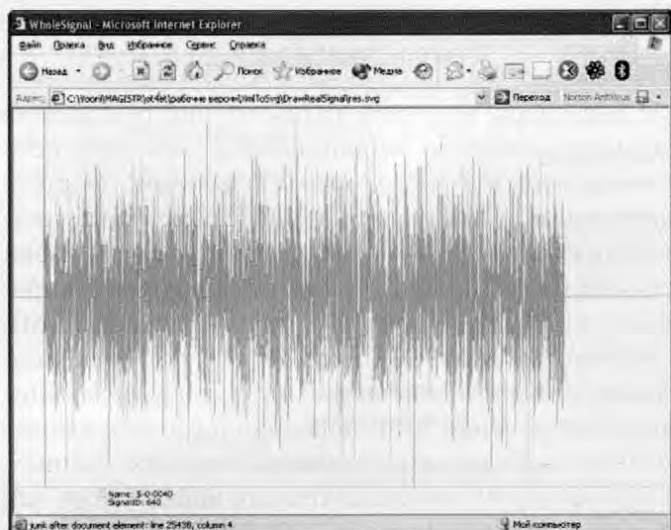 WholeSignal - Microsoft Internet Explorer
Файл Правка Вид Избранное Сервис Справка
Назад Поиск Избранное Медиа
Адрес: Переход Norton AntiVirus
Name: S-0-0040
SignalID: 640
junk after document element: line 25438, column 4 Мой компьютер